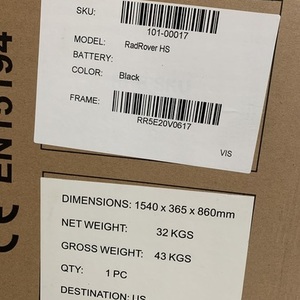 SKU:
101-00017
MODEL: RadRover HS
BATTERY:
COLOR: Black
FRAME:
RR5E20V0617
VIS
CE EN15194
DIMENSIONS: 1540 x 365 x 860mm
NET WEIGHT: 32 KGS
GROSS WEIGHT: 43 KGS
QTY: 1 PC
DESTINATION: US